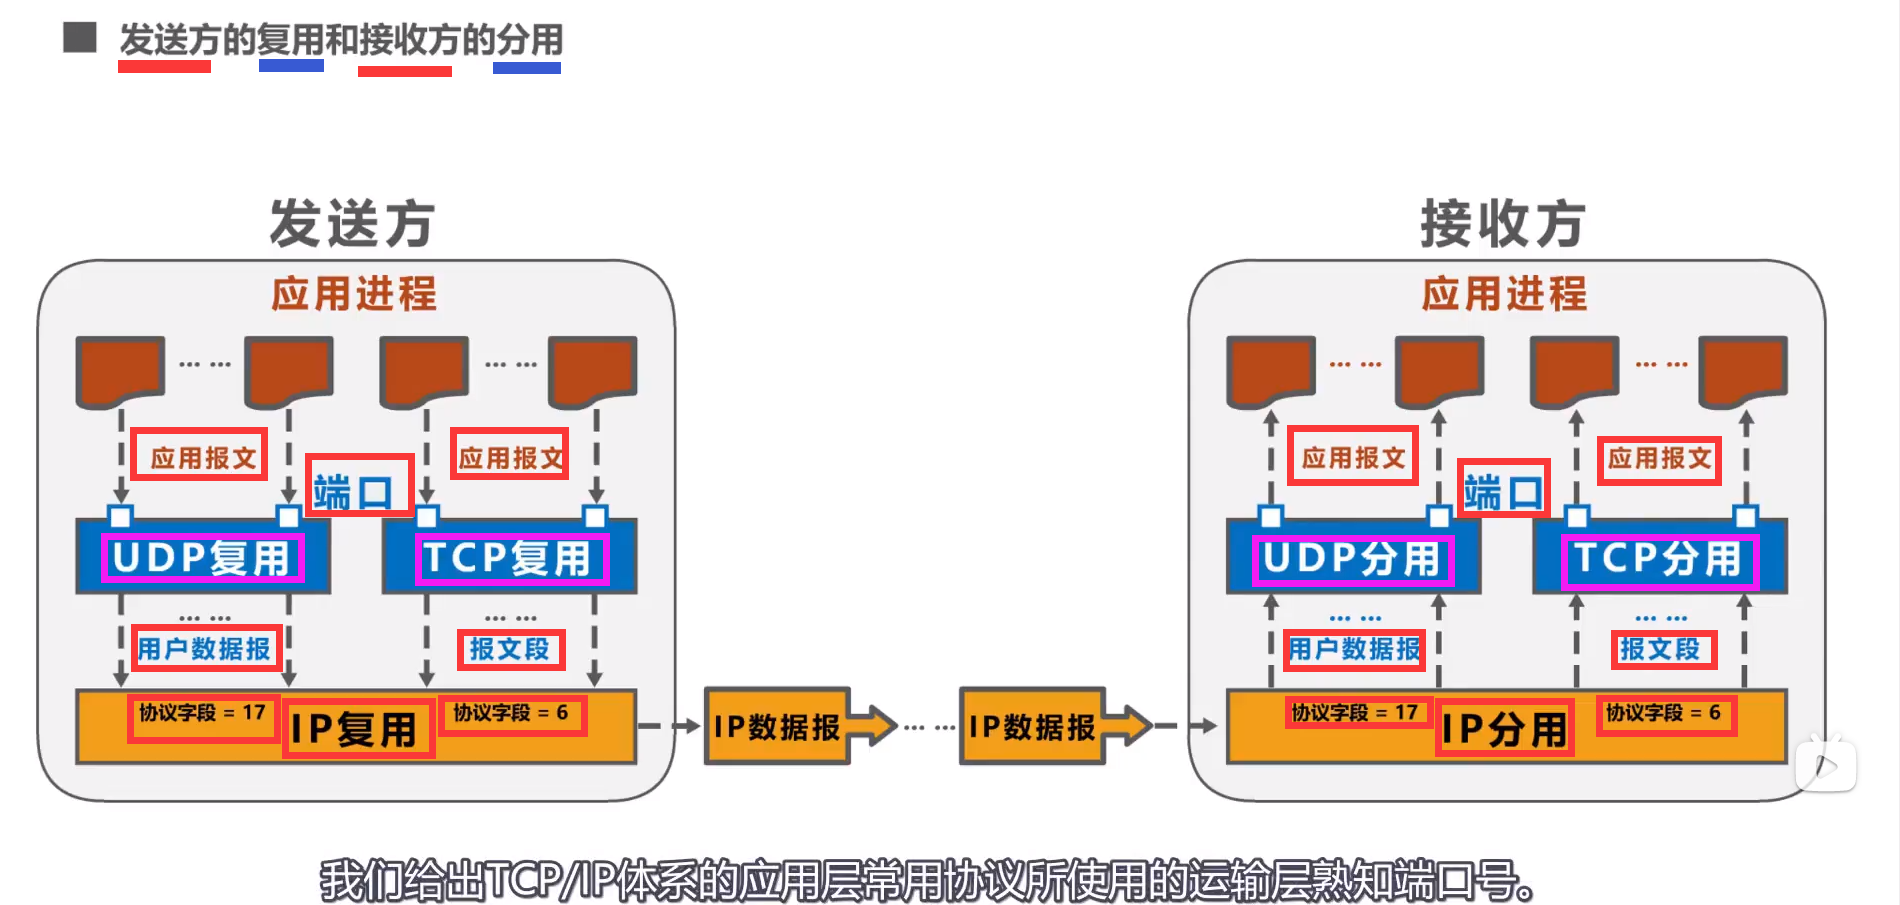 发送方的复用和接收方的分用
发送方
接收方
应用进程
应用进程
... ...
... ...
... ...
... ...
应用报文
应用报文
应用报文
应用报文
端口
端口
UDP复用
TCP复用
UDP分用
TCP分用
... ...
... ...
... ...
... ...
用户数据报
报文段
用户数据报
报文段
协议字段 = 17
IP复用
协议字段 = 6
IP数据报
... ...
IP数据报
协议字段 = 17
IP分用
协议字段 = 6
我们给出TCP/IP体系的应用层常用协议所使用的运输层熟知端口号。